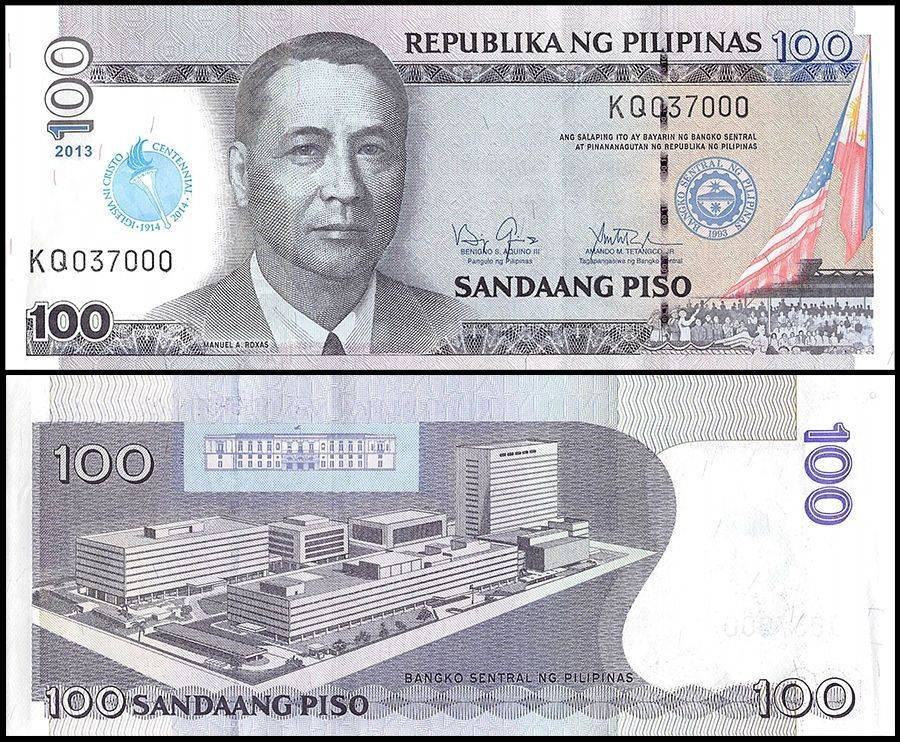 100
REPUBLIKA NG PILIPINAS 100
KQ037000
ANG SALAPING ITO AY BAYARIN NG BANGKO SENTRAL
AT PINANANAGUTAN NG REPUBLIKA NG PILIPINAS
2013
IGLESIA NI CRISTO CENTENNIAL
•1914•2014•
BANGKO SENTRAL NG PILIPINAS
1993
KQ037000
BENIGNO S. AQUINO III
Pangulo ng Pilipinas
AMANDO M. TETANGCO, JR.
Tagapangasiwa ng Bangko Sentral
SANDAANG PISO
100
MANUEL A. ROXAS
100
100
BANGKO SENTRAL NG PILIPINAS
100 SANDAANG PISO
100